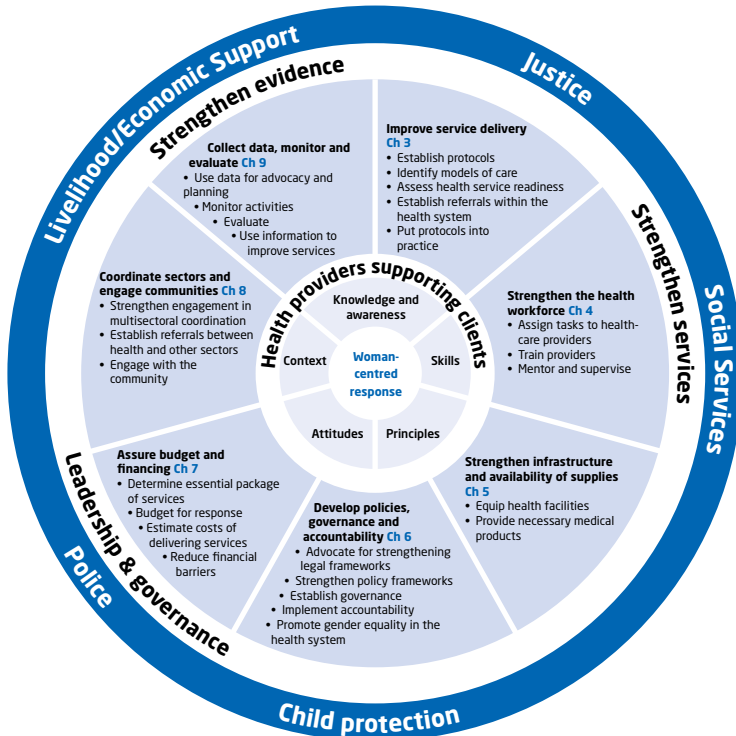 Livelihood/Economic Support
Justice
Social Services
Child protection
Police
Strengthen evidence
Strengthen services
Leadership & governance
Improve service delivery
Ch 3
• Establish protocols
• Identify models of care
• Assess health service readiness
• Establish referrals within the
health system
• Put protocols into
practice
Strengthen the health
workforce Ch 4
• Assign tasks to health-
care providers
• Train providers
• Mentor and supervise
Strengthen infrastructure
and availability of supplies
Ch 5
• Equip health facilities
• Provide necessary medical
products
Develop policies,
governance and
accountability Ch 6
• Advocate for strengthening
legal frameworks
• Strengthen policy frameworks
• Establish governance
• Implement accountability
• Promote gender equality in the
health system
Assure budget and
financing Ch 7
• Determine essential package
of services
• Budget for response
• Estimate costs of
delivering services
• Reduce financial
barriers
Coordinate sectors and
engage communities Ch 8
• Strengthen engagement in
multisectoral coordination
• Establish referrals between
health and other sectors
• Engage with the
community
Collect data, monitor and
evaluate Ch 9
• Use data for advocacy and
planning
• Monitor activities
• Evaluate
• Use information to
improve services
Health providers supporting clients
Knowledge and
awareness
Skills
Principles
Attitudes
Context
Woman-
centred
response